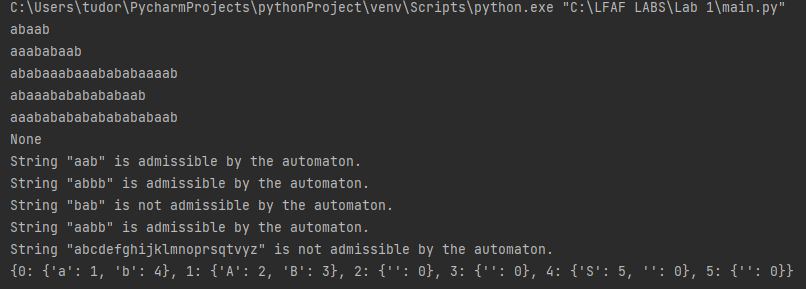 C:\Users\tudor\PycharmProjects\pythonProject\venv\Scripts\python.exe "C:\LFAF LABS\Lab 1\main.py"
abaab
aaababaab
ababaaabaaabababaaaab
abaaabababababaab
aaabababababababababaab
None
String "aab" is admissible by the automaton.
String "abbb" is admissible by the automaton.
String "bab" is not admissible by the automaton.
String "aabb" is admissible by the automaton.
String "abcdefghijklmnoprsqtvyz" is not admissible by the automaton.
{0: {'a': 1, 'b': 4}, 1: {'A': 2, 'B': 3}, 2: {'': 0}, 3: {'': 0}, 4: {'S': 5, '': 0}, 5: {'': 0}}